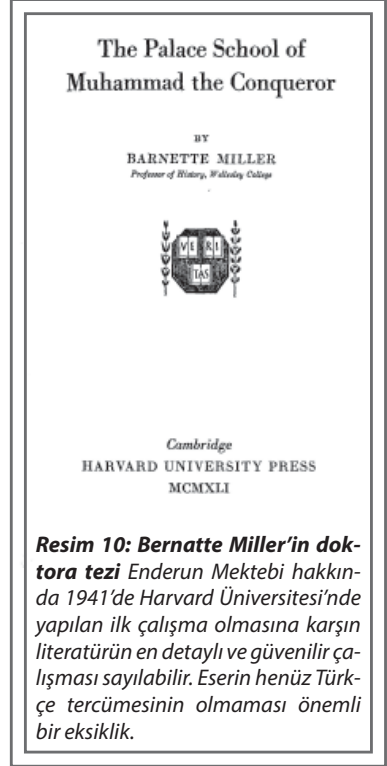 The Palace School of
Muhammad the Conqueror
BY
BARNETTE MILLER
Professor of History, Wellesley College
VE RI
TAS
Cambridge
HARVARD UNIVERSITY PRESS
MCMXLI
Resim 10: Bernatte Miller’in dok-
tora tezi Enderun Mektebi hakkın-
da 1941’de Harvard Üniversitesi’nde
yapılan ilk çalışma olmasına karşın
literatürün en detaylı ve güvenilir ça-
lışması sayılabilir. Eserin henüz Türk-
çe tercümesinin olmaması önemli
bir eksiklik.